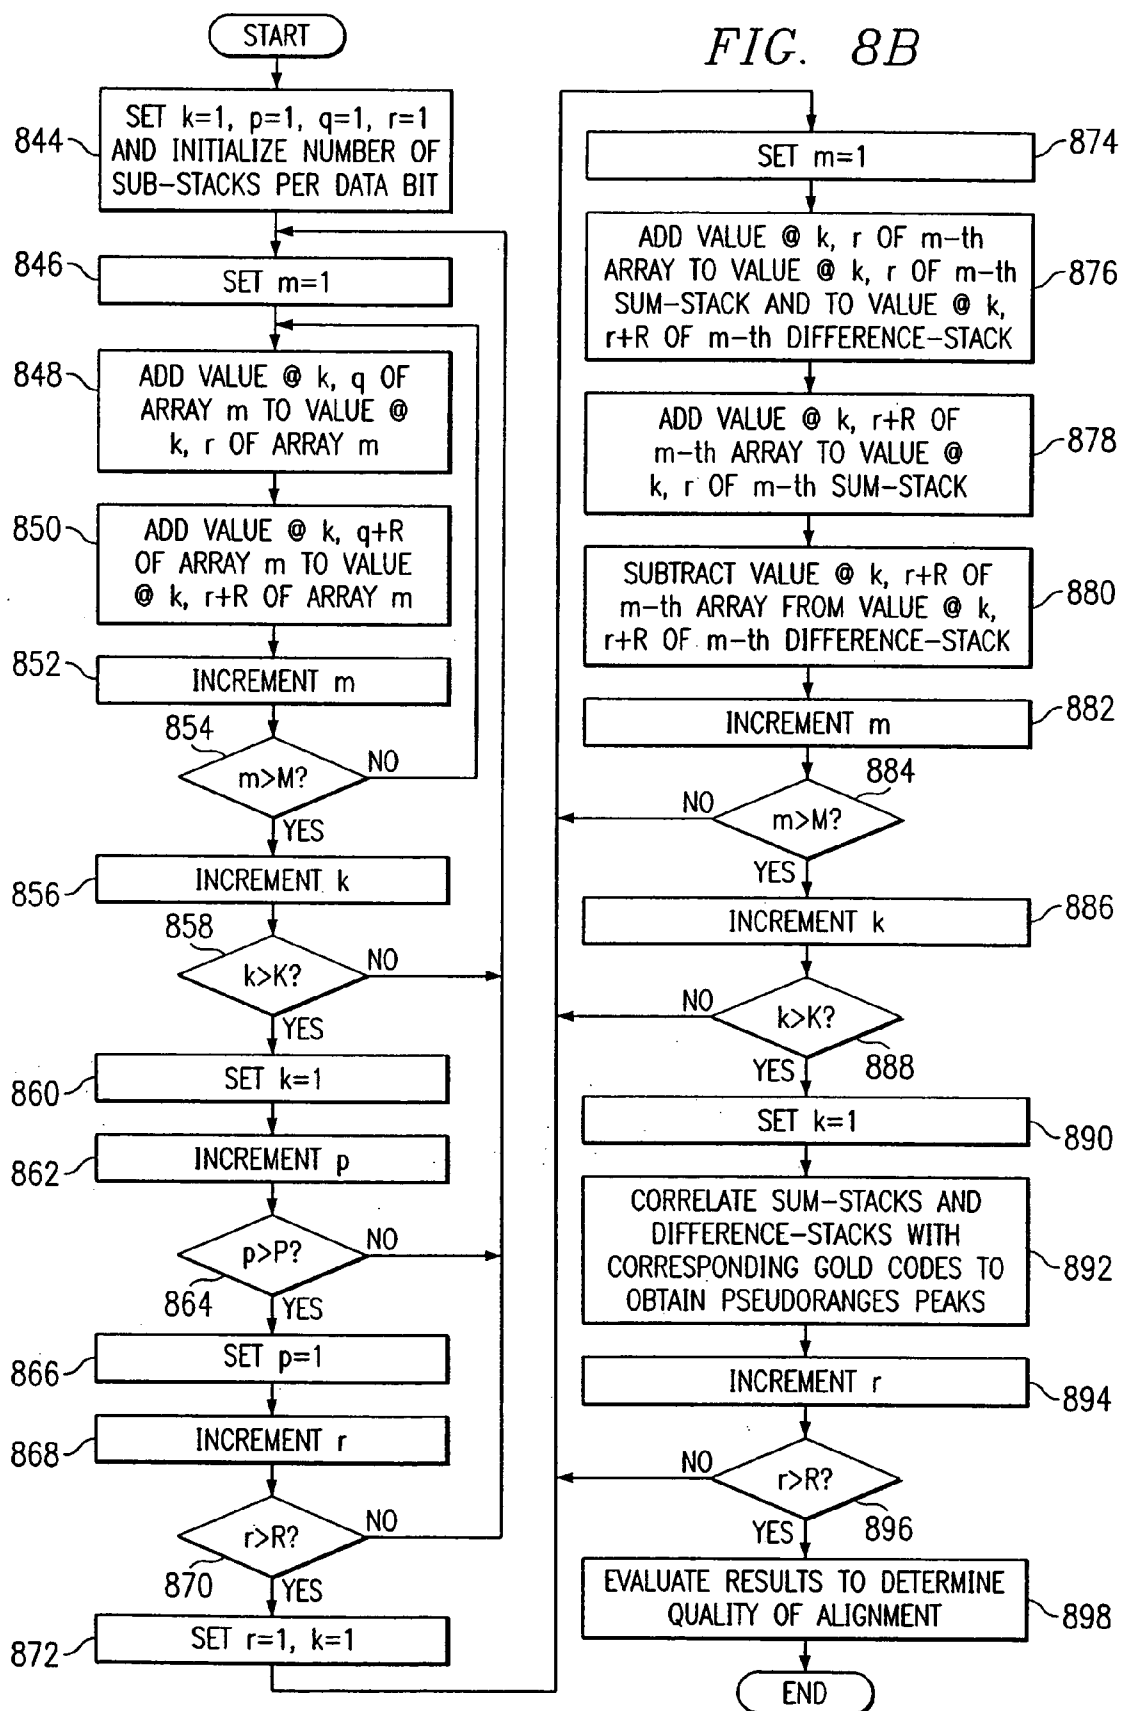 FIG. 8B
START
844
SET k=1, p=1, q=1, r=1
AND INITIALIZE NUMBER OF
SUB-STACKS PER DATA BIT
846
SET m=1
848
ADD VALUE @ k, q OF
ARRAY m TO VALUE @
k, r OF ARRAY m
850
ADD VALUE @ k, q+R
OF ARRAY m TO VALUE
@ k, r+R OF ARRAY m
852
INCREMENT m
854
m>M?
NO
YES
856
INCREMENT k
858
k>K?
NO
YES
860
SET k=1
862
INCREMENT p
p>P?
NO
864
YES
866
SET p=1
868
INCREMENT r
r>R?
NO
870
YES
872
SET r=1, k=1
874
SET m=1
ADD VALUE @ k, r OF m-th
ARRAY TO VALUE @ k, r OF m-th
SUM-STACK AND TO VALUE @ k,
r+R OF m-th DIFFERENCE-STACK
876
ADD VALUE @ k, r+R OF
m-th ARRAY TO VALUE @
k, r OF m-th SUM-STACK
878
SUBTRACT VALUE @ k, r+R OF
m-th ARRAY FROM VALUE @ k,
r+R OF m-th DIFFERENCE-STACK
880
INCREMENT m
882
884
NO
m>M?
YES
INCREMENT k
886
NO
k>K?
888
YES
SET k=1
890
CORRELATE SUM-STACKS AND
DIFFERENCE-STACKS WITH
CORRESPONDING GOLD CODES TO
OBTAIN PSEUDORANGES PEAKS
892
INCREMENT r
894
NO
r>R?
896
YES
EVALUATE RESULTS TO DETERMINE
QUALITY OF ALIGNMENT
898
END